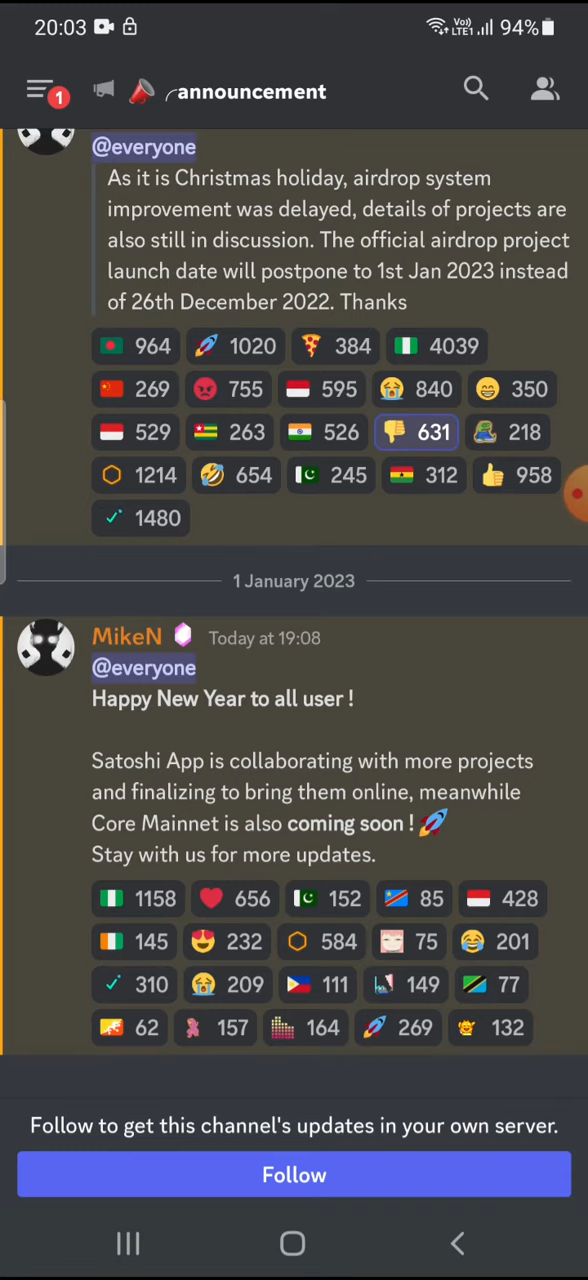 20:03
Vo) LTE1 94%
1
announcement
@everyone
As it is Christmas holiday, airdrop system
improvement was delayed, details of projects are
also still in discussion. The official airdrop project
launch date will postpone to 1st Jan 2023 instead
of 26th December 2022. Thanks
964 1020 384 4039
269 755 595 840 350
529 263 526 631 218
1214 654 245 312 958
1480
1 January 2023
MikeN Today at 19:08
@everyone
Happy New Year to all user !
Satoshi App is collaborating with more projects
and finalizing to bring them online, meanwhile
Core Mainnet is also coming soon !
Stay with us for more updates.
1158 656 152 85 428
145 232 584 75 201
310 209 111 149 77
62 157 164 269 132
Follow to get this channel's updates in your own server.
Follow